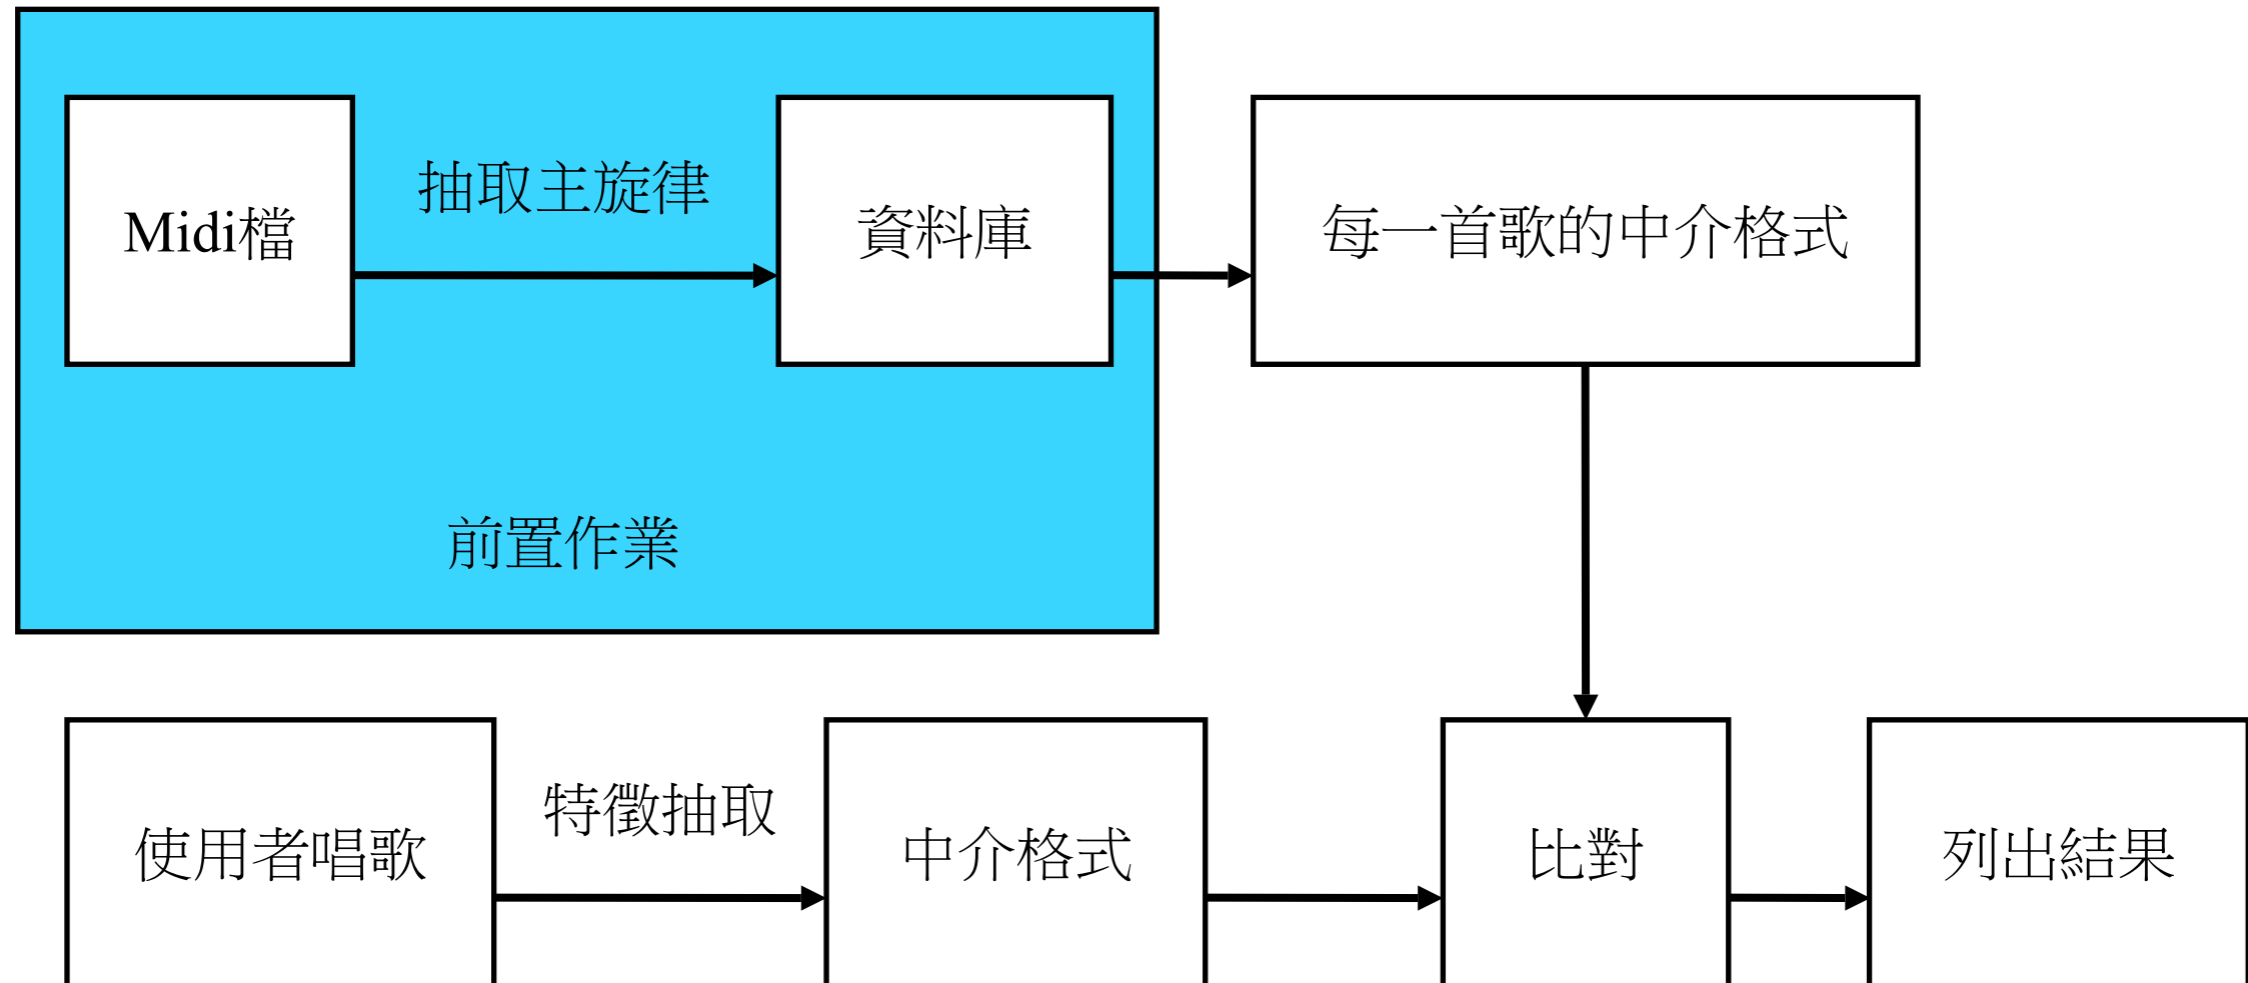 抽取主旋律
Midi檔
資料庫
每一首歌的中介格式
前置作業
特徵抽取
使用者唱歌
中介格式
比對
列出結果